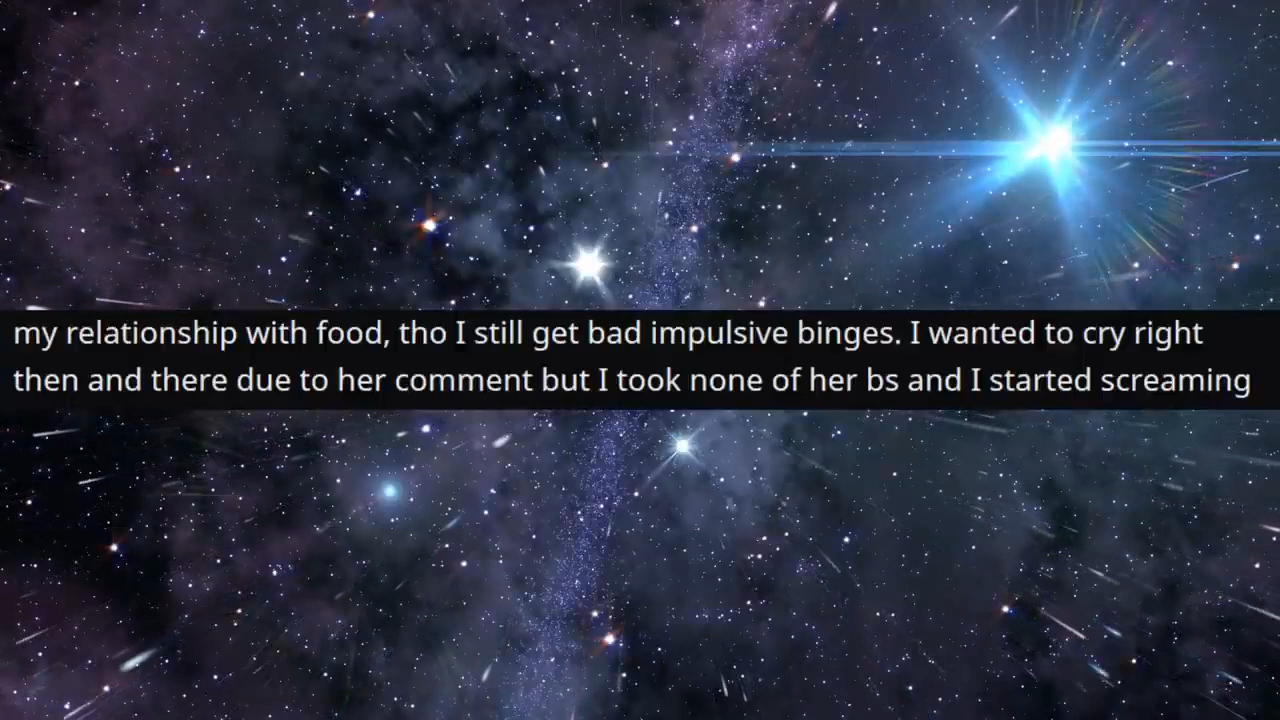 my relationship with food, tho I still get bad impulsive binges. I wanted to cry right
then and there due to her comment but I took none of her bs and I started screaming